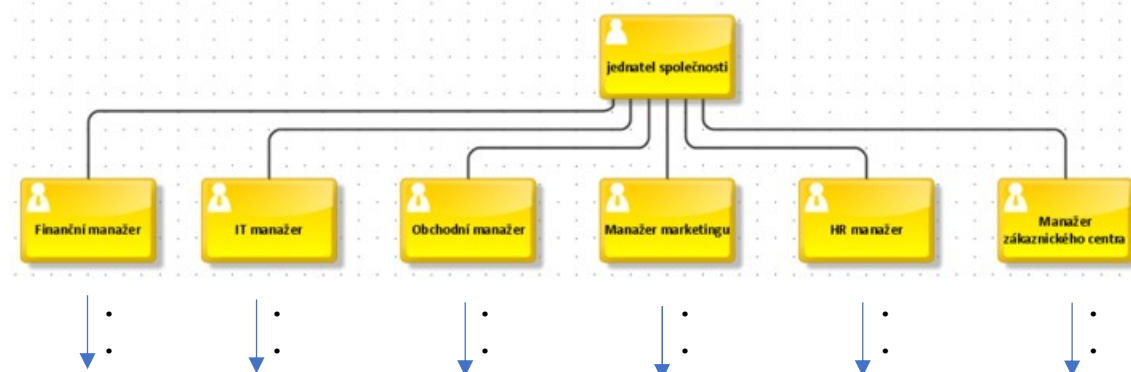 jednatel společnosti
Finanční manažer
IT manažer
Obchodní manažer
Manažer marketingu
HR manažer
Manažer
zákaznického centra